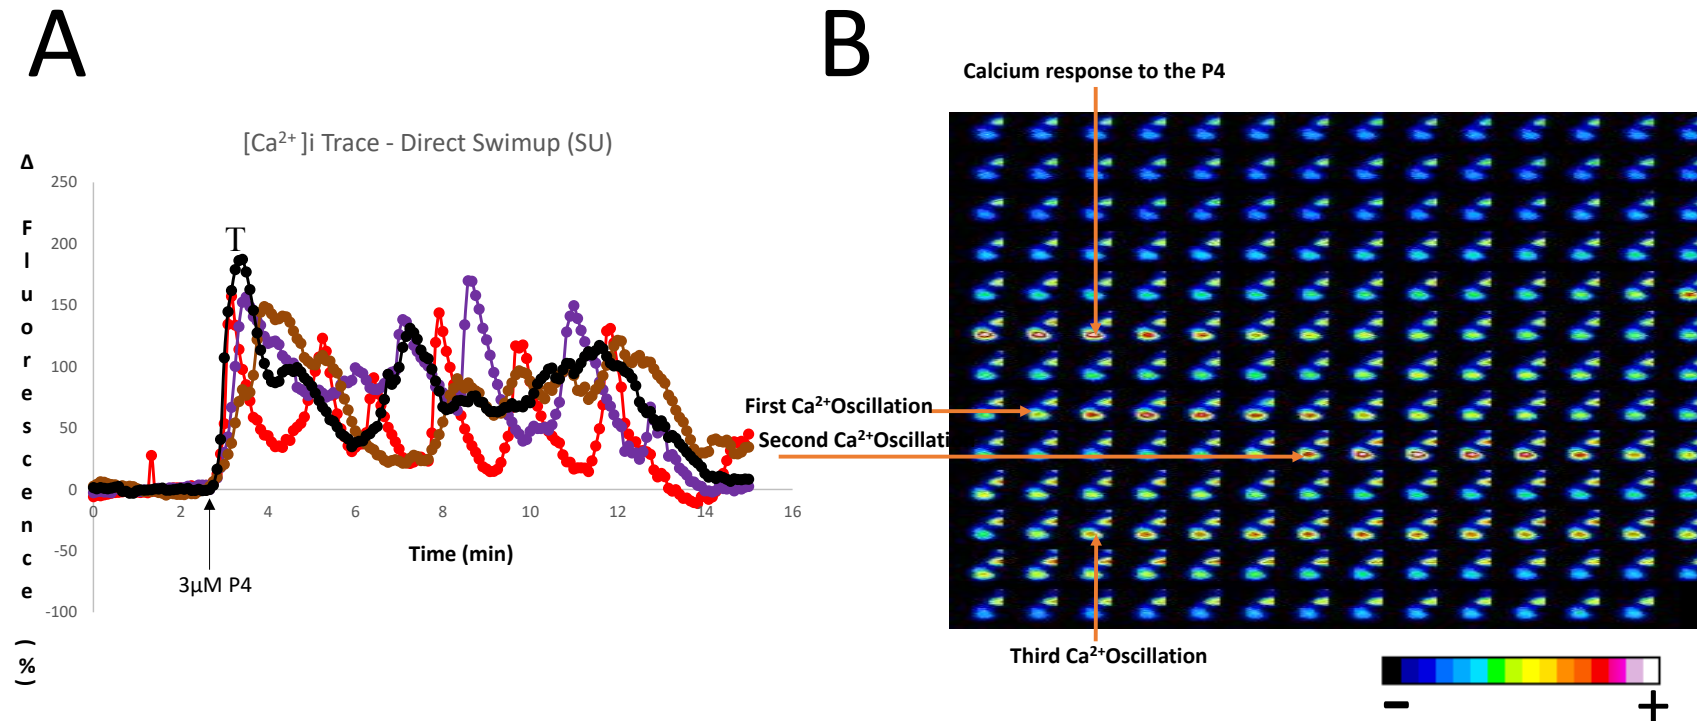 A
B
Calcium response to the P4
[Ca²⁺]i Trace - Direct Swimup (SU)
Δ Fluorescence (%)
250
200
150
100
50
0
-50
-100
T
0 2 4 6 8 10 12 14 16
Time (min)
3µM P4
First Ca²⁺Oscillation
Second Ca²⁺Oscillati
Third Ca²⁺Oscillation
− +